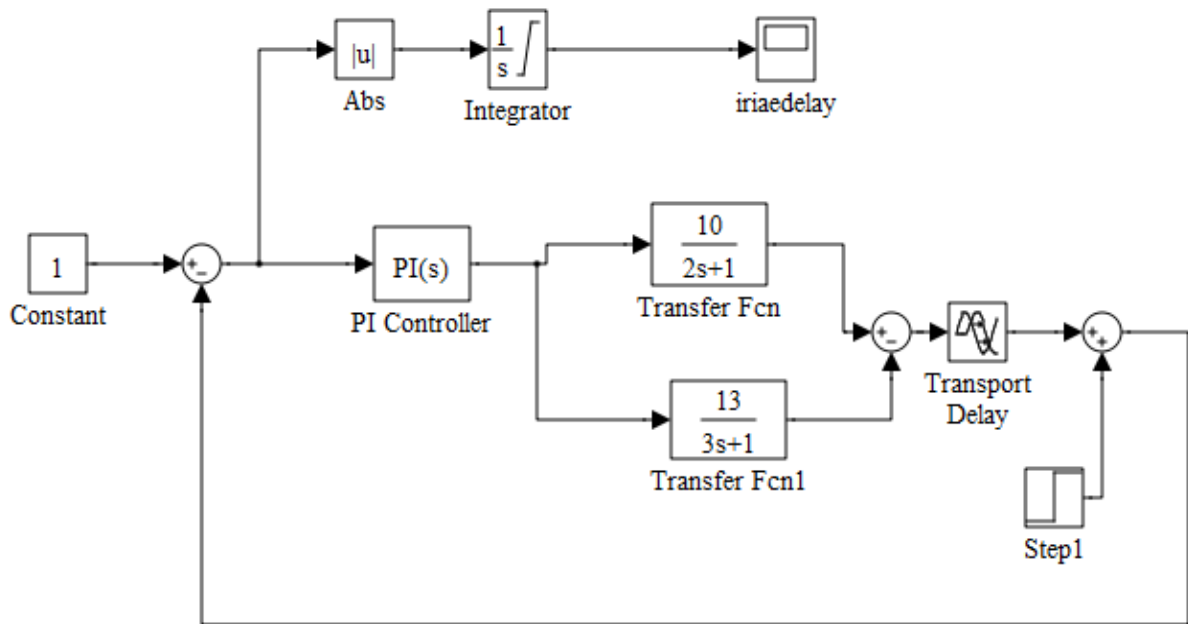 |u|
Abs
1
s
Integrator
iriaedelay
1
Constant
+
-
PI(s)
PI Controller
10
2s+1
Transfer Fcn
13
3s+1
Transfer Fcn1
+
-
Transport
Delay
+
+
Step1